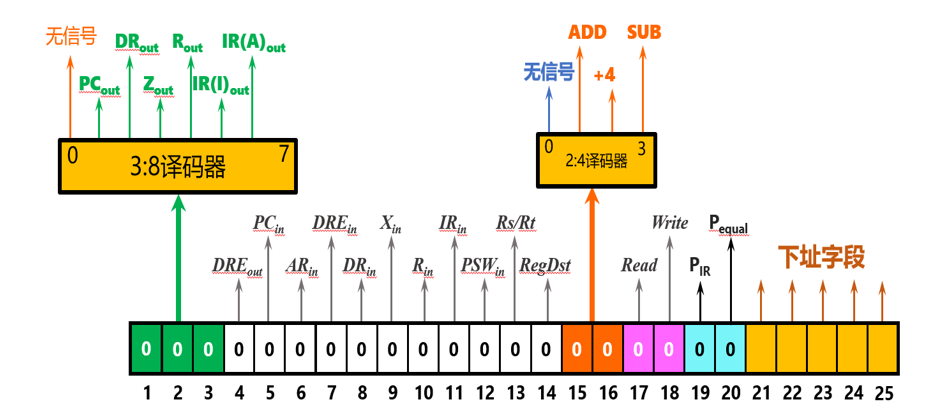 无信号 DRout Rout IR(A)out
PCout Zout IR(I)out
0 7
3:8译码器
ADD SUB
无信号 +4
0 3
2:4译码器
PCin DREin Xin IRin Rs/Rt Write Pequal
DREout ARin DRin Rin PSWin RegDst Read PIR 下址字段
0 0 0 0 0 0 0 0 0 0 0 0 0 0 0 0 0 0 0 0
1 2 3 4 5 6 7 8 9 10 11 12 13 14 15 16 17 18 19 20 21 22 23 24 25